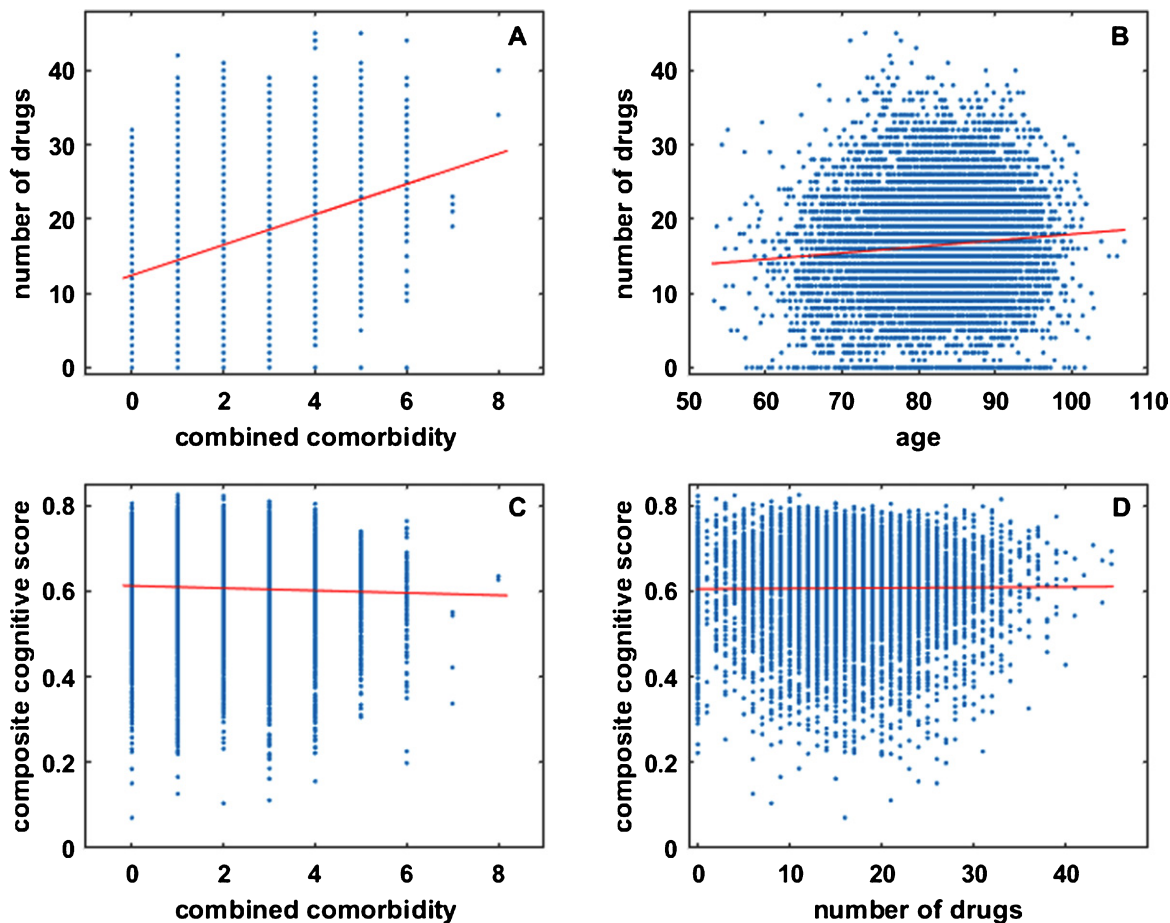 A
number of drugs
40
30
20
10
0
0 2 4 6 8
combined comorbidity
B
number of drugs
40
30
20
10
0
50 60 70 80 90 100 110
age
C
composite cognitive score
0.8
0.6
0.4
0.2
0
0 2 4 6 8
combined comorbidity
D
composite cognitive score
0.8
0.6
0.4
0.2
0
0 10 20 30 40
number of drugs